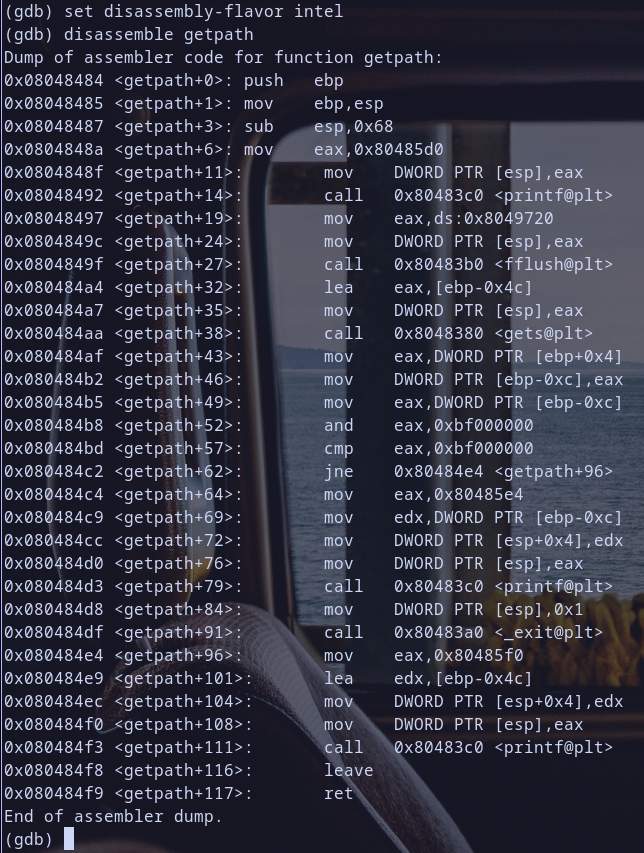 (gdb) set disassembly-flavor intel
(gdb) disassemble getpath
Dump of assembler code for function getpath:
0x08048484 <getpath+0>: push   ebp
0x08048485 <getpath+1>: mov    ebp,esp
0x08048487 <getpath+3>: sub    esp,0x68
0x0804848a <getpath+6>: mov    eax,0x80485d0
0x0804848f <getpath+11>:        mov    DWORD PTR [esp],eax
0x08048492 <getpath+14>:        call   0x80483c0 <printf@plt>
0x08048497 <getpath+19>:        mov    eax,ds:0x8049720
0x0804849c <getpath+24>:        mov    DWORD PTR [esp],eax
0x0804849f <getpath+27>:        call   0x80483b0 <fflush@plt>
0x080484a4 <getpath+32>:        lea    eax,[ebp-0x4c]
0x080484a7 <getpath+35>:        mov    DWORD PTR [esp],eax
0x080484aa <getpath+38>:        call   0x8048380 <gets@plt>
0x080484af <getpath+43>:        mov    eax,DWORD PTR [ebp+0x4]
0x080484b2 <getpath+46>:        mov    DWORD PTR [ebp-0xc],eax
0x080484b5 <getpath+49>:        mov    eax,DWORD PTR [ebp-0xc]
0x080484b8 <getpath+52>:        and    eax,0xbf000000
0x080484bd <getpath+57>:        cmp    eax,0xbf000000
0x080484c2 <getpath+62>:        jne    0x80484e4 <getpath+96>
0x080484c4 <getpath+64>:        mov    eax,0x80485e4
0x080484c9 <getpath+69>:        mov    edx,DWORD PTR [ebp-0xc]
0x080484cc <getpath+72>:        mov    DWORD PTR [esp+0x4],edx
0x080484d0 <getpath+76>:        mov    DWORD PTR [esp],eax
0x080484d3 <getpath+79>:        call   0x80483c0 <printf@plt>
0x080484d8 <getpath+84>:        mov    DWORD PTR [esp],0x1
0x080484df <getpath+91>:        call   0x80483a0 <_exit@plt>
0x080484e4 <getpath+96>:        mov    eax,0x80485f0
0x080484e9 <getpath+101>:       lea    edx,[ebp-0x4c]
0x080484ec <getpath+104>:       mov    DWORD PTR [esp+0x4],edx
0x080484f0 <getpath+108>:       mov    DWORD PTR [esp],eax
0x080484f3 <getpath+111>:       call   0x80483c0 <printf@plt>
0x080484f8 <getpath+116>:       leave
0x080484f9 <getpath+117>:       ret
End of assembler dump.
(gdb)